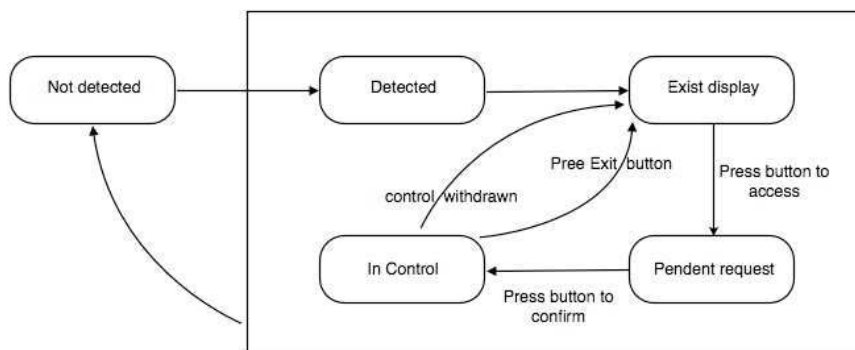 Not detected
Detected
Exist display
Pree Exit button
control withdrawn
Press button to
access
In Control
Pendent request
Press button to
confirm